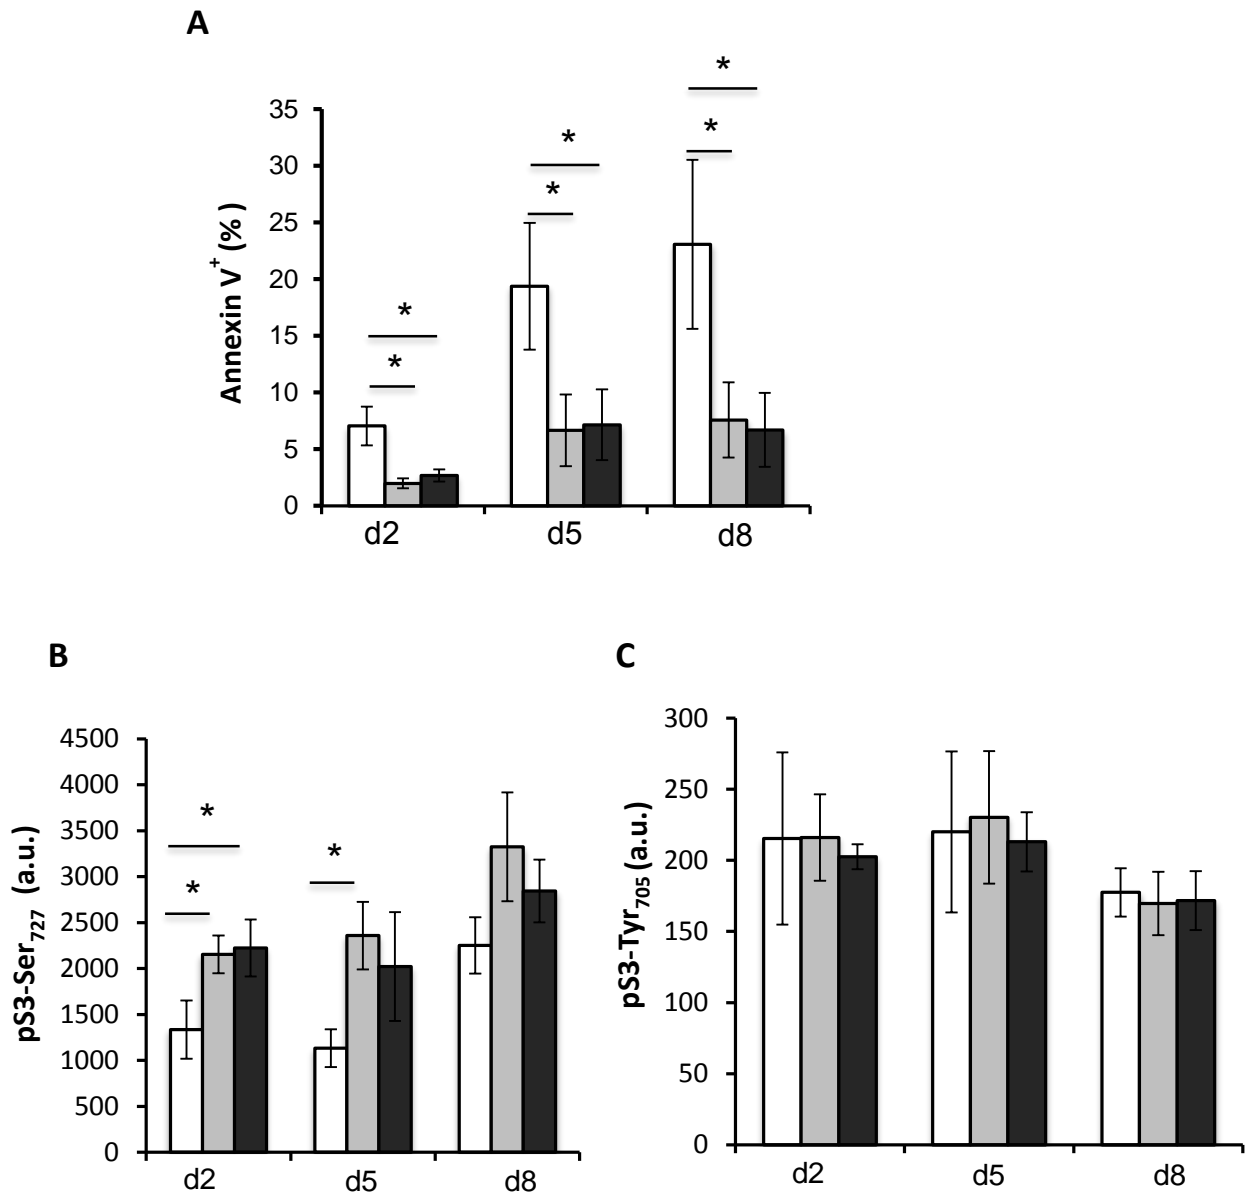 A
Annexin V⁺ (%)
35
30
25
20
15
10
5
0
* * * * * *
d2 d5 d8
B
pS3-Ser₇₂₇ (a.u.)
4500
4000
3500
3000
2500
2000
1500
1000
500
0
* * *
d2 d5 d8
C
pS3-Tyr₇₀₅ (a.u.)
300
250
200
150
100
50
0
d2 d5 d8